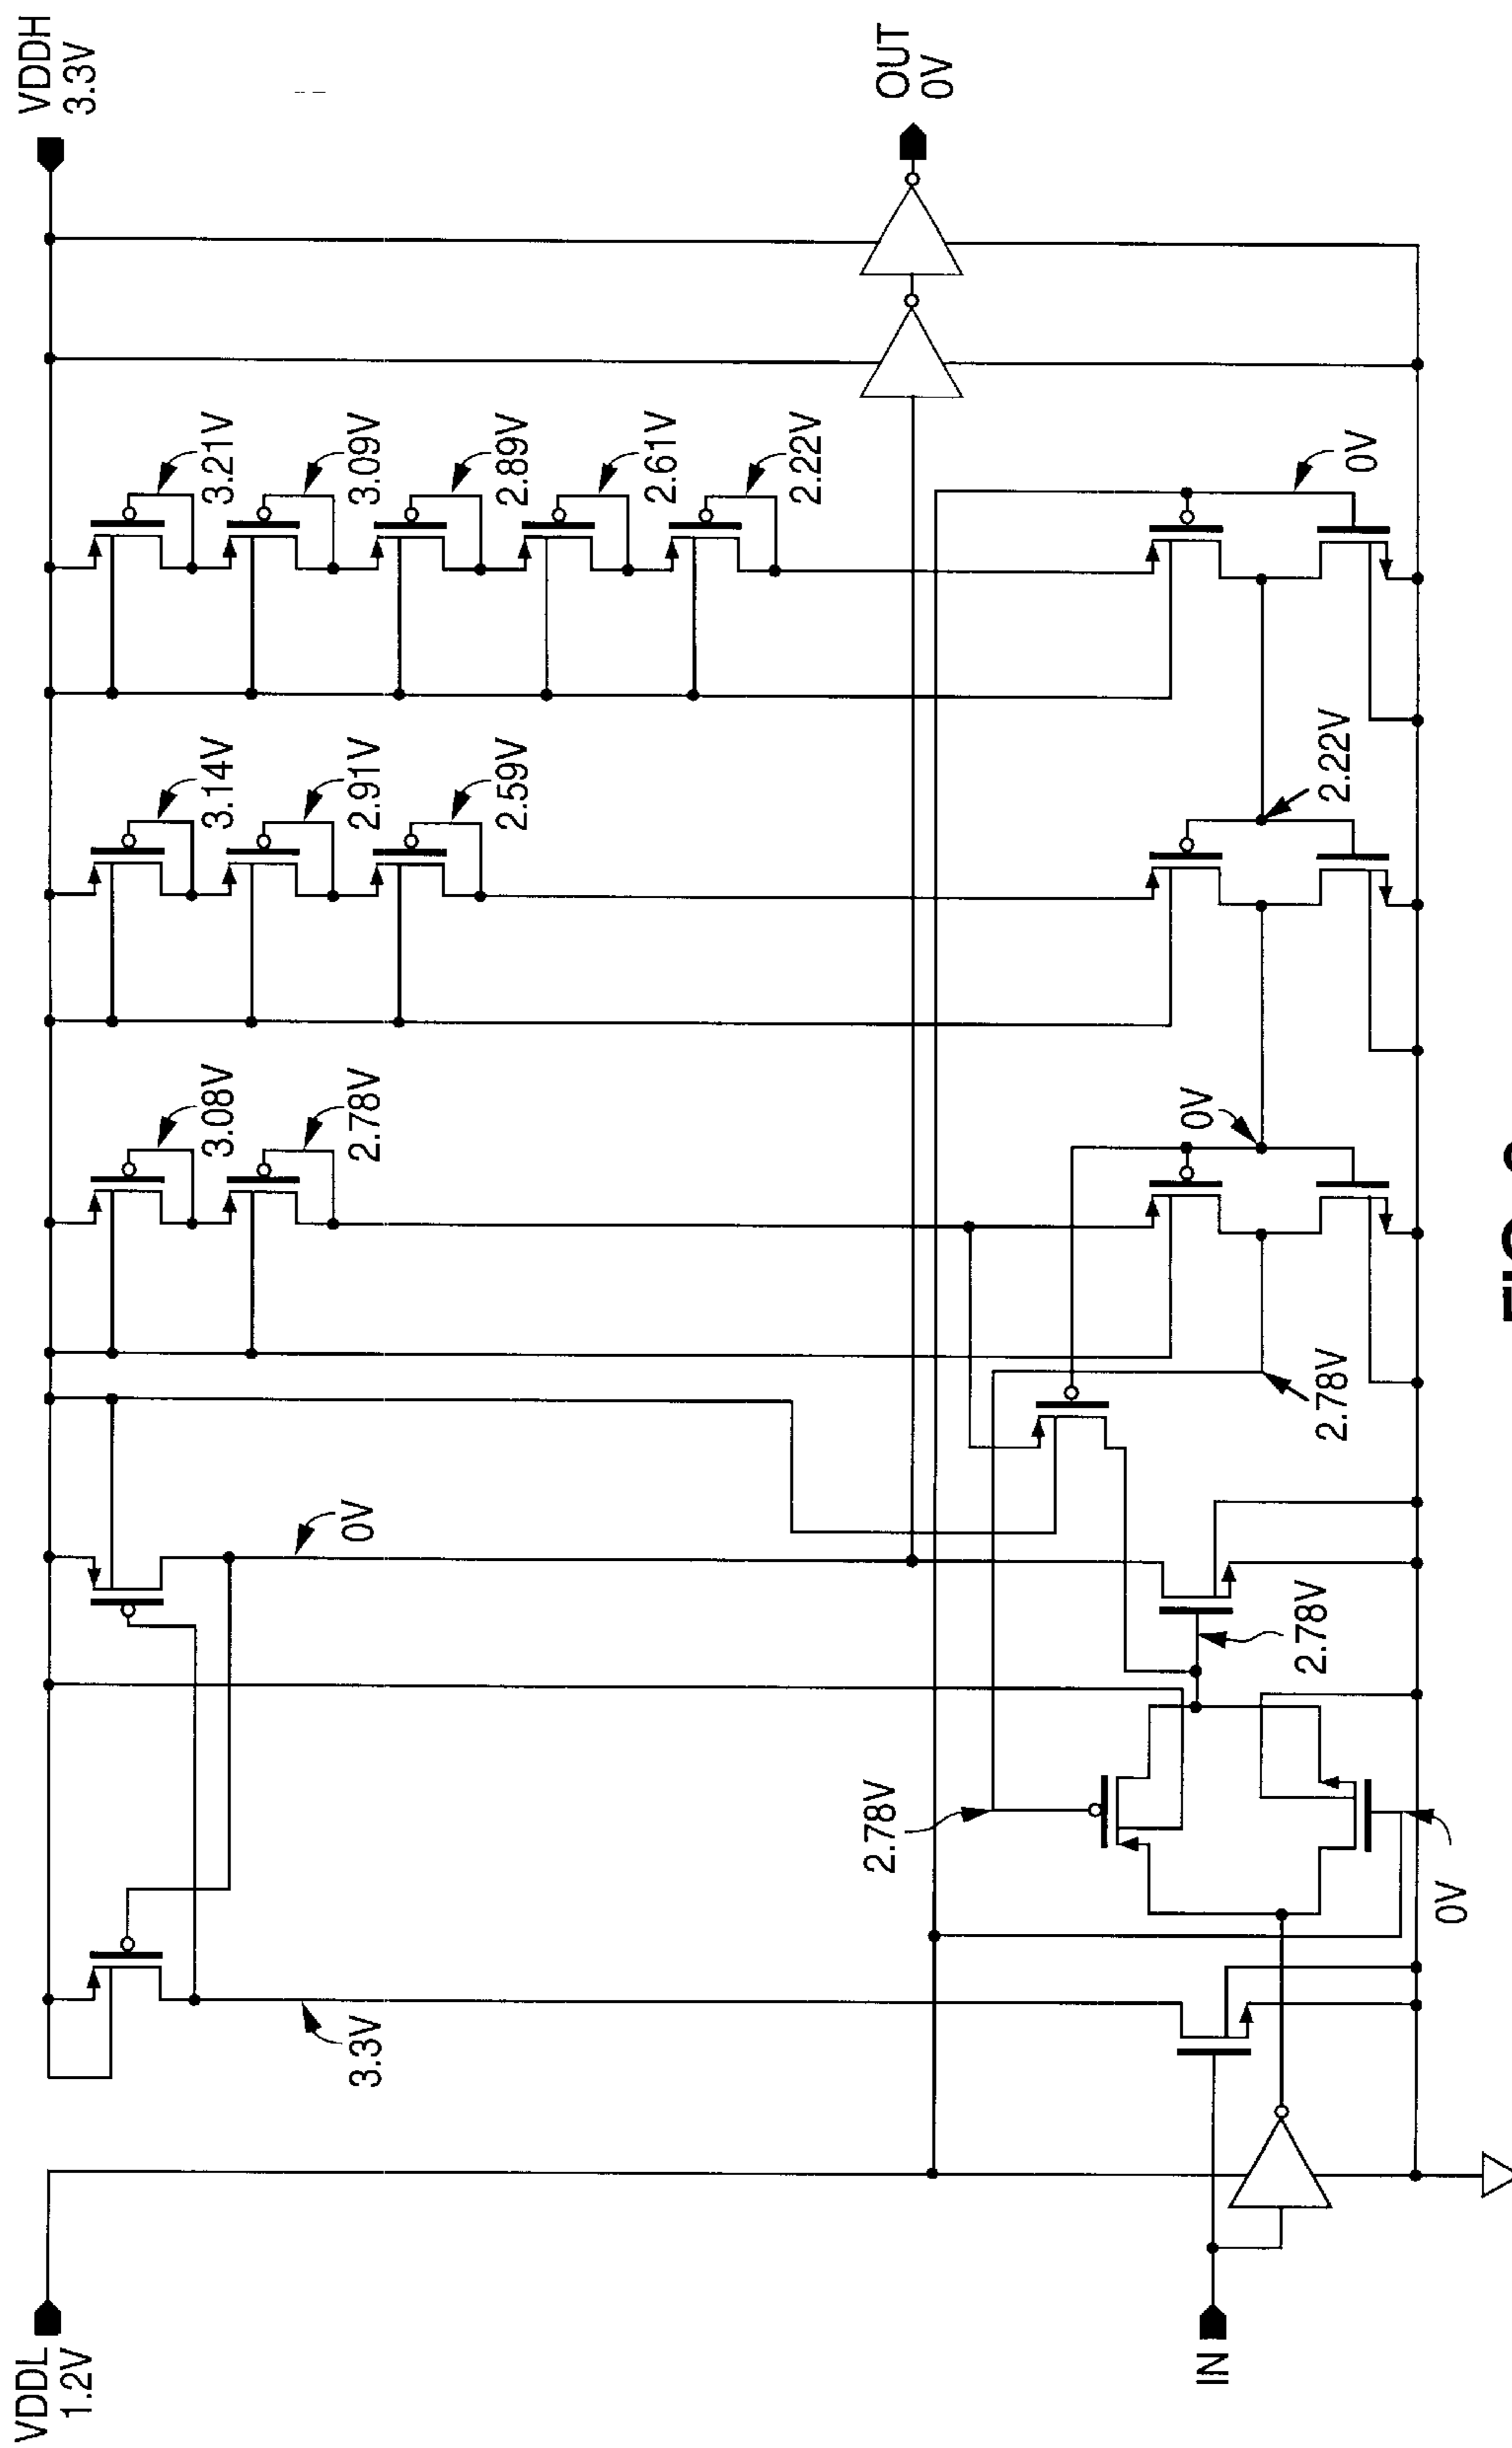 VDDH
3.3V
OUT
0V
3.21V
3.09V
2.89V
2.61V
2.22V
0V
3.14V
2.91V
2.59V
2.22V
3.08V
2.78V
0V
2.78V
0V
2.78V
2.78V
0V
3.3V
VDDL
1.2V
IN